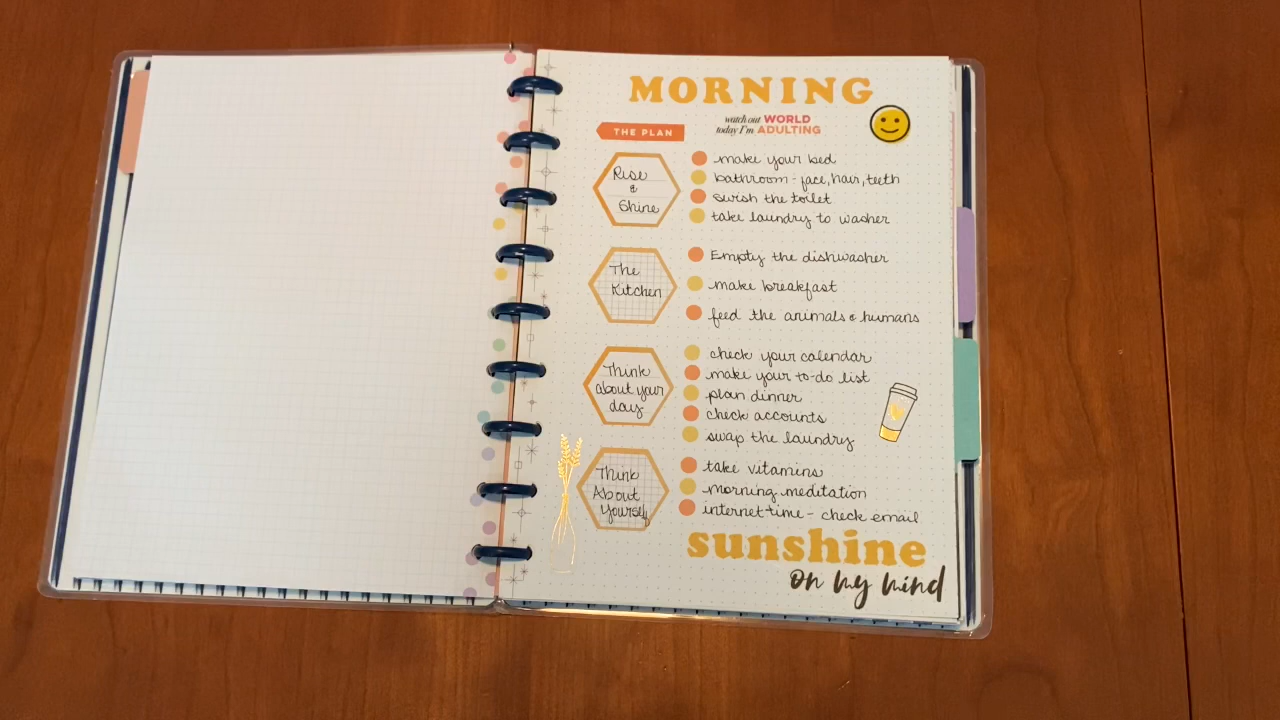 MORNING
THE PLAN
watch out WORLD
today I'm ADULTING
Rise
&
Shine
make your bed
bathroom - face, hair, teeth
swish the toilet
take laundry to washer
The
Kitchen
Empty the dishwasher
make breakfast
feed the animals & humans
Think
about your
day
check your calendar
make your to-do list
plan dinner
check accounts
swap the laundry
Think
About
Yourself
take vitamins
morning meditation
internet time - check email
sunshine
on my mind